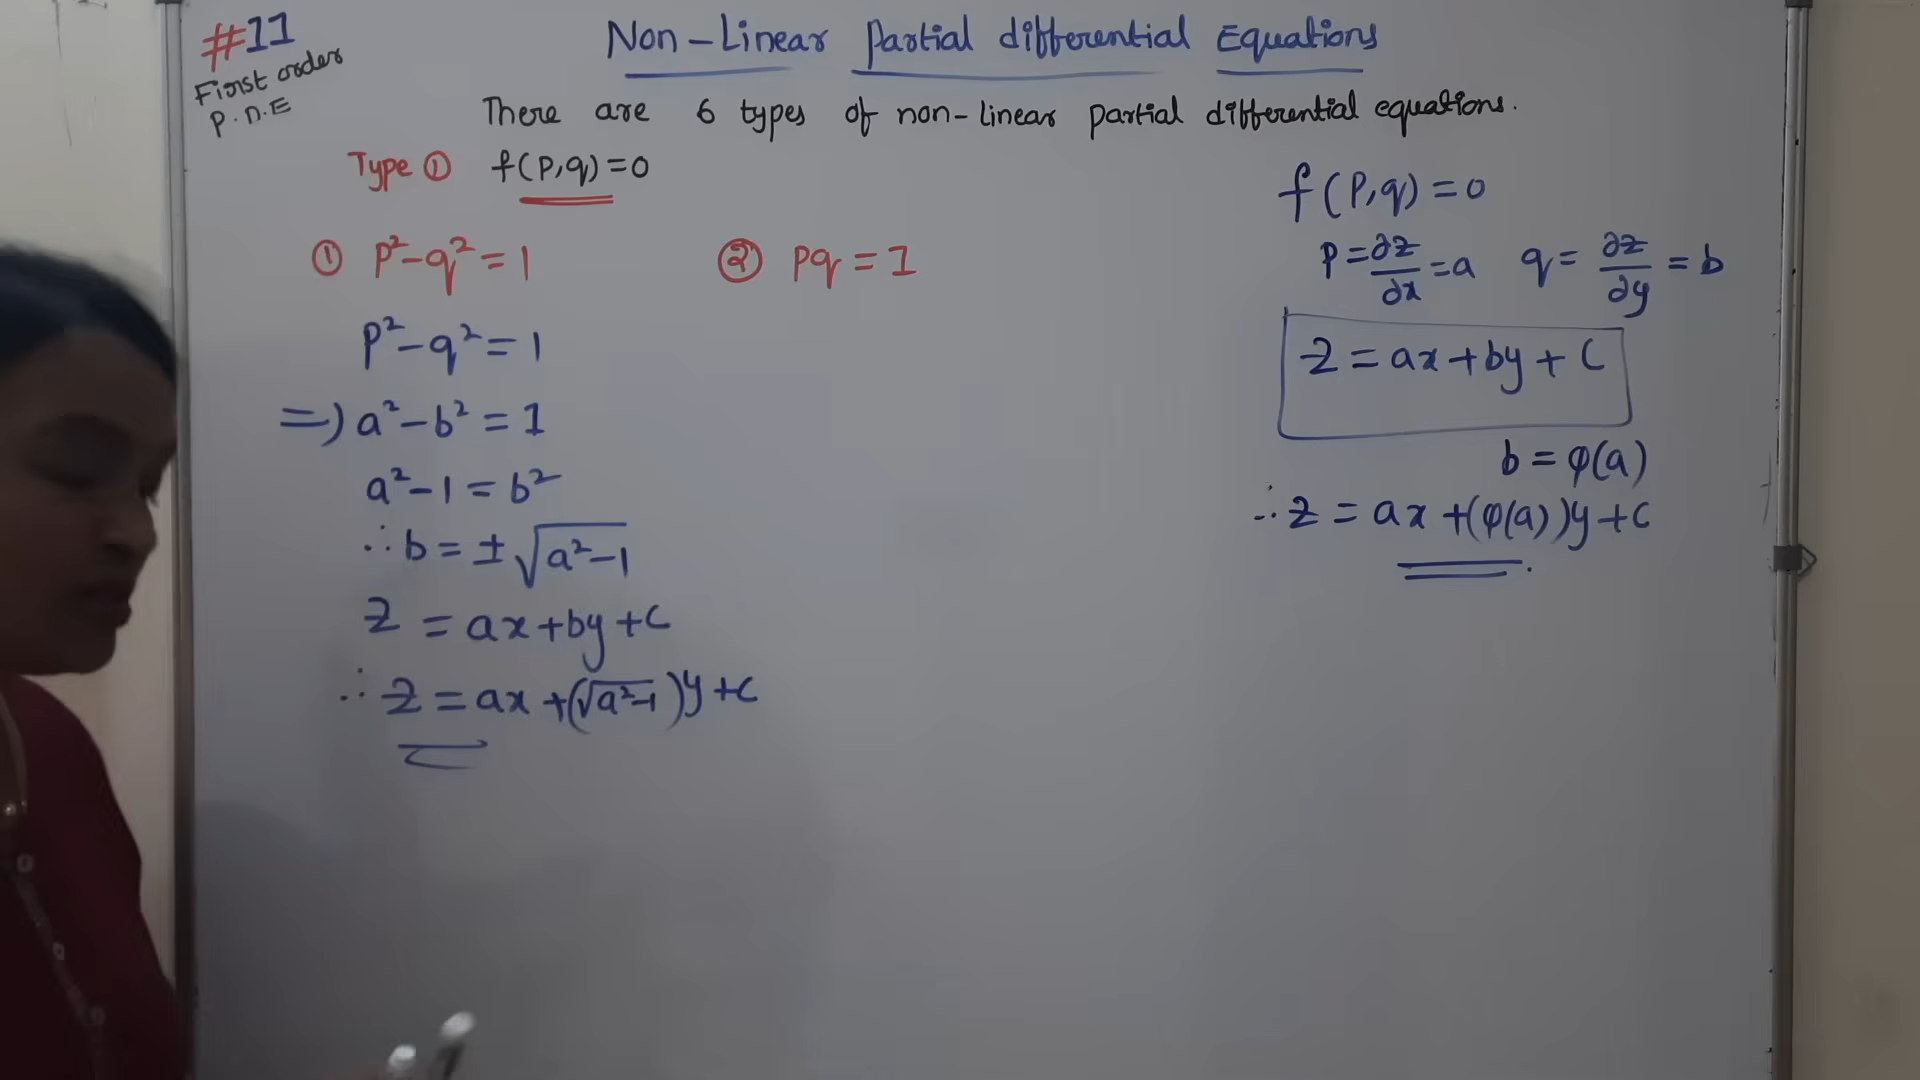 #11
First order
P.D.E
Non-Linear Partial differential Equations
There are 6 types of non-linear partial differential equations.
Type ① f(p,q)=0
① p²-q²=1
② pq=1
p²-q²=1
=) a²-b²=1
a²-1=b²
∴ b=±√(a²-1)
z=ax+by+c
∴ z=ax+(√(a²-1))y+c
f(p,q)=0
p=∂z/∂x=a q=∂z/∂y=b
z=ax+by+c
b=φ(a)
∴ z=ax+(φ(a))y+c